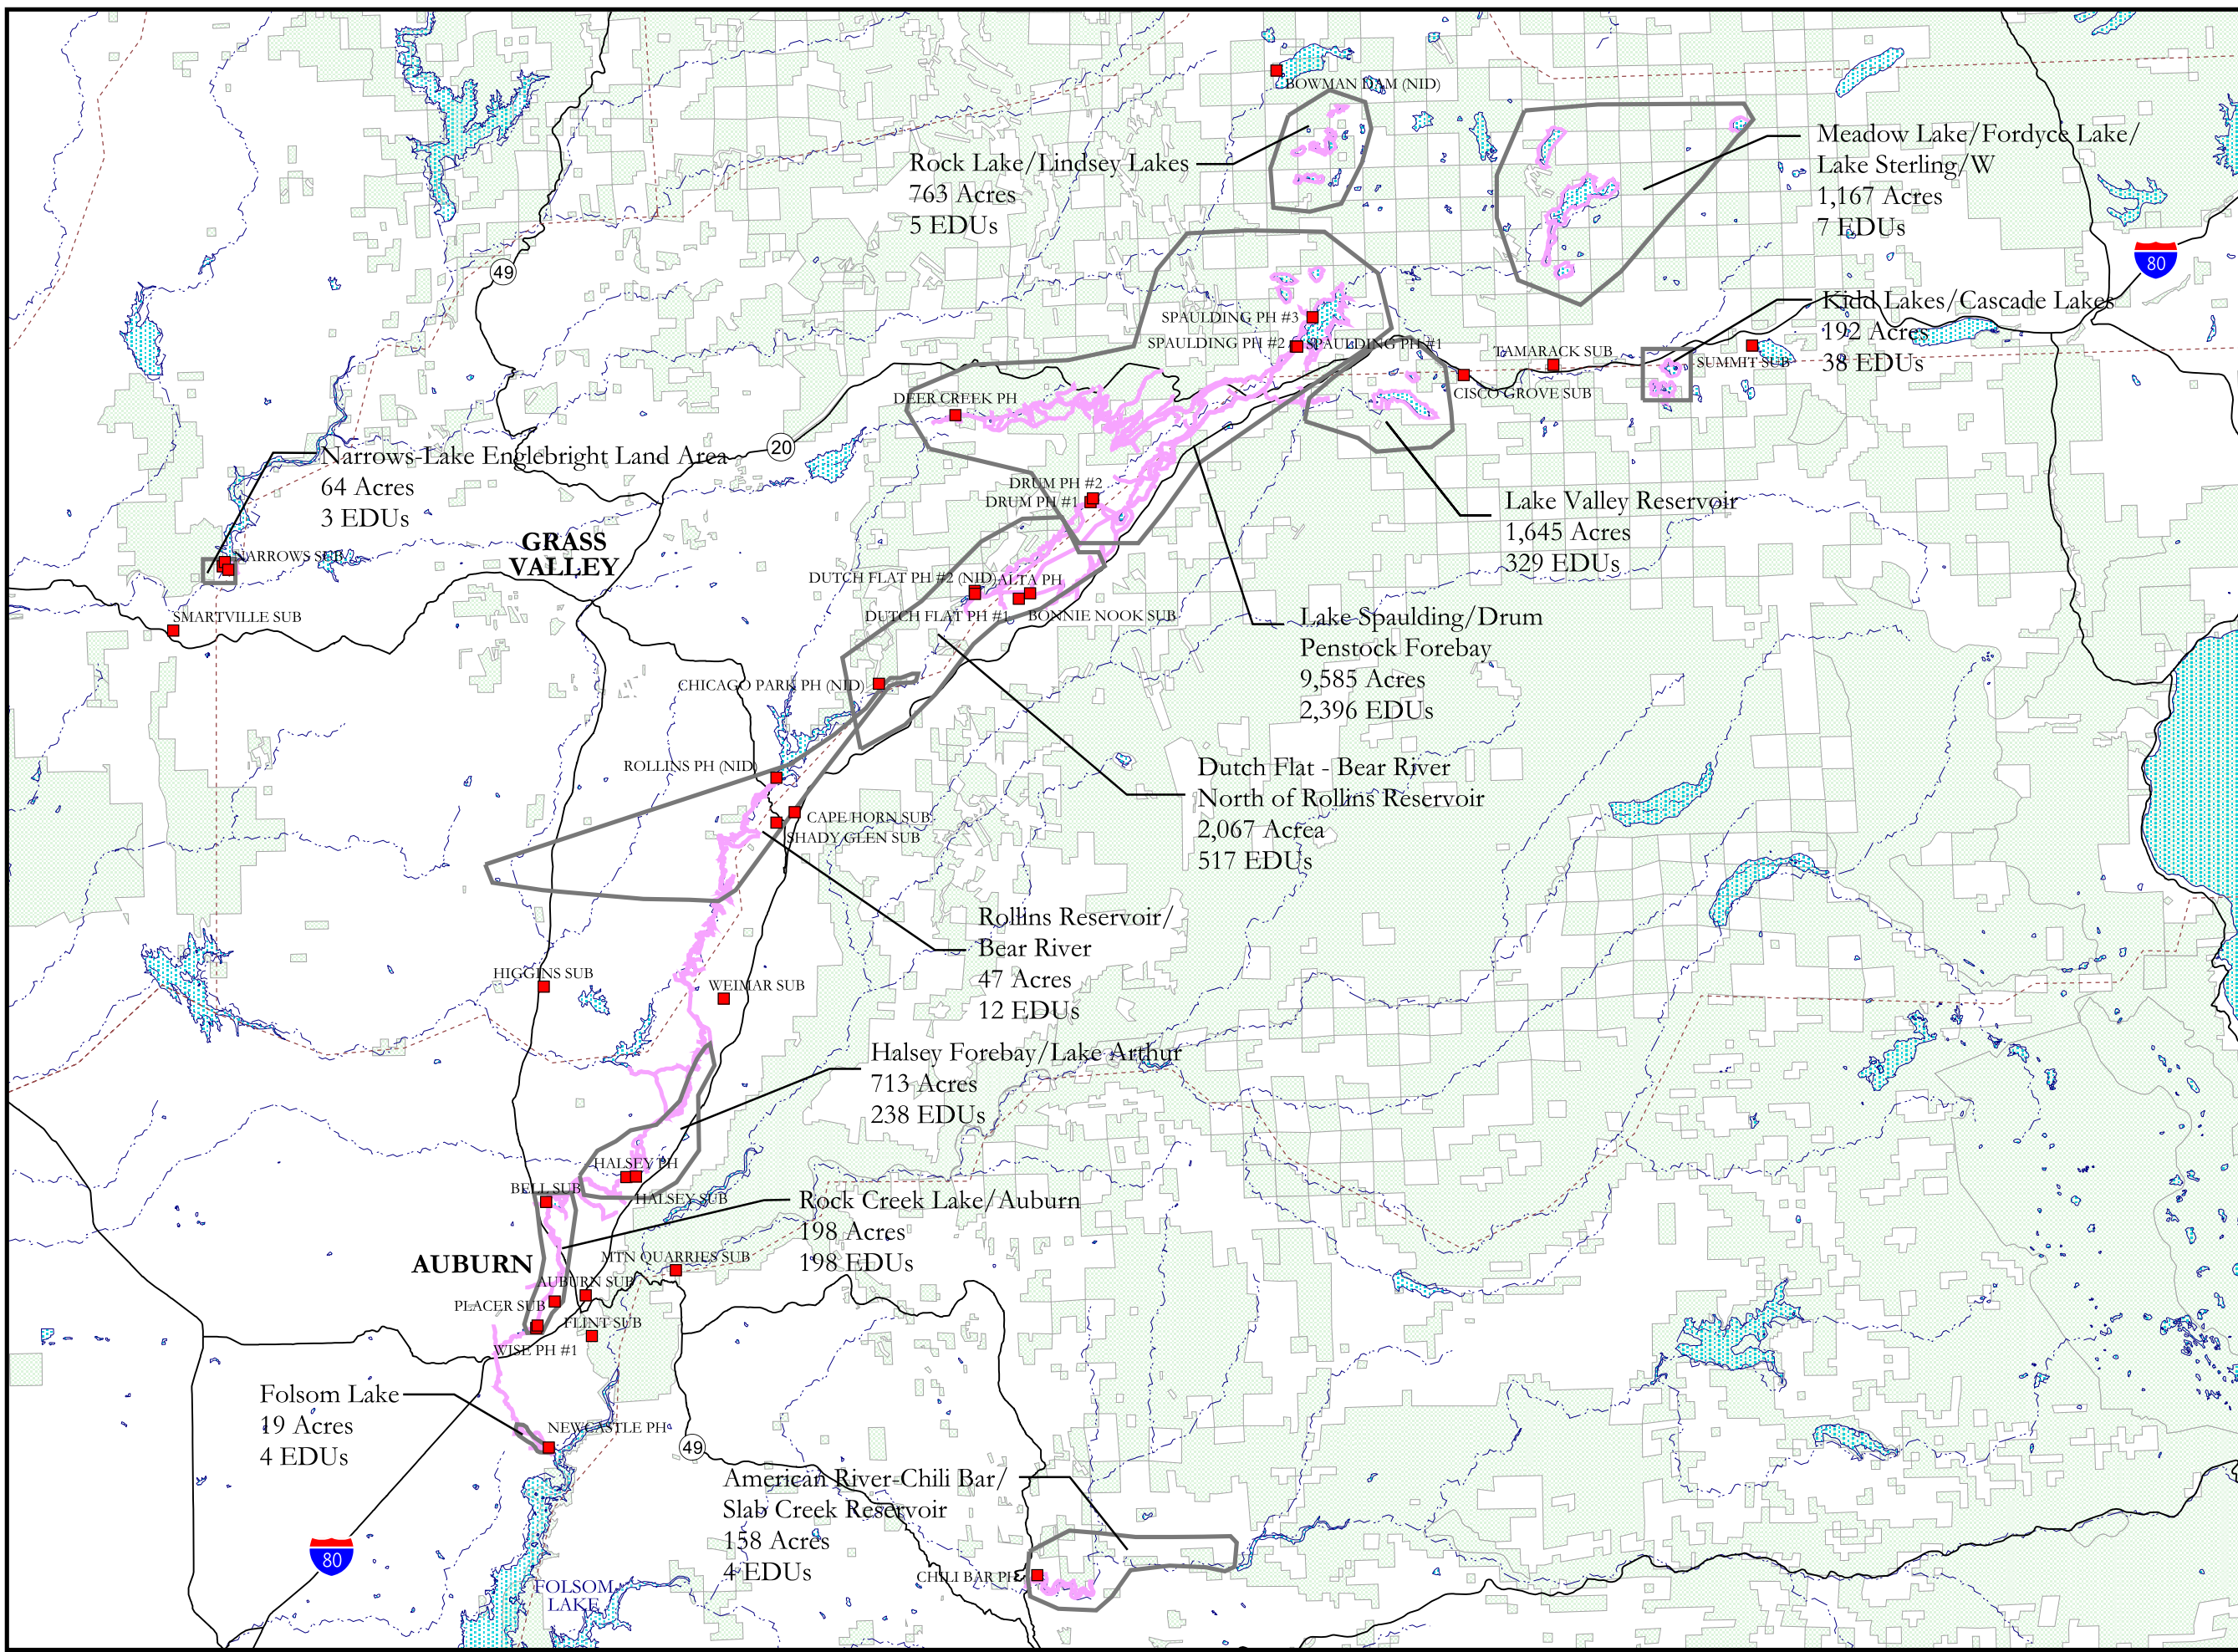 BOWMAN DAM (NID)
Rock Lake/Lindsey Lakes
763 Acres
5 EDUs
Meadow Lake/Fordyce Lake/
Lake Sterling/W
1,167 Acres
7 EDUs
80
49
Kidd Lakes/Cascade Lakes
192 Acres
38 EDUs
SPAULDING PH #3
SPAULDING PH #2
SPAULDING PH #1
TAMARACK SUB
SUMMIT SUB
CISCO GROVE SUB
DEER CREEK PH
20
Narrows-Lake Englebright Land Area
64 Acres
3 EDUs
DRUM PH #2
DRUM PH #1
Lake Valley Reservoir
1,645 Acres
329 EDUs
GRASS
VALLEY
NARROWS SUB
SMARTVILLE SUB
DUTCH FLAT PH #2 (NID)
ALTA PH
DUTCH FLAT PH #1
BONNIE NOOK SUB
Lake Spaulding/Drum
Penstock Forebay
9,585 Acres
2,396 EDUs
CHICAGO PARK PH (NID)
ROLLINS PH (NID)
Dutch Flat - Bear River
North of Rollins Reservoir
2,067 Acrea
517 EDUs
CAPE HORN SUB
SHADY GLEN SUB
Rollins Reservoir/
Bear River
47 Acres
12 EDUs
HIGGINS SUB
WEIMAR SUB
Halsey Forebay/Lake Arthur
713 Acres
238 EDUs
HALSEY PH
BELL SUB
HALSEY SUB
Rock Creek Lake/Auburn
198 Acres
198 EDUs
AUBURN
MTN QUARRIES SUB
AUBURN SUB
PLACER SUB
FLINT SUB
WISE PH #1
Folsom Lake
19 Acres
4 EDUs
NEWCASTLE PH
49
American River-Chili Bar/
Slab Creek Reservoir
158 Acres
4 EDUs
80
CHILI BAR PH
FOLSOM
LAKE